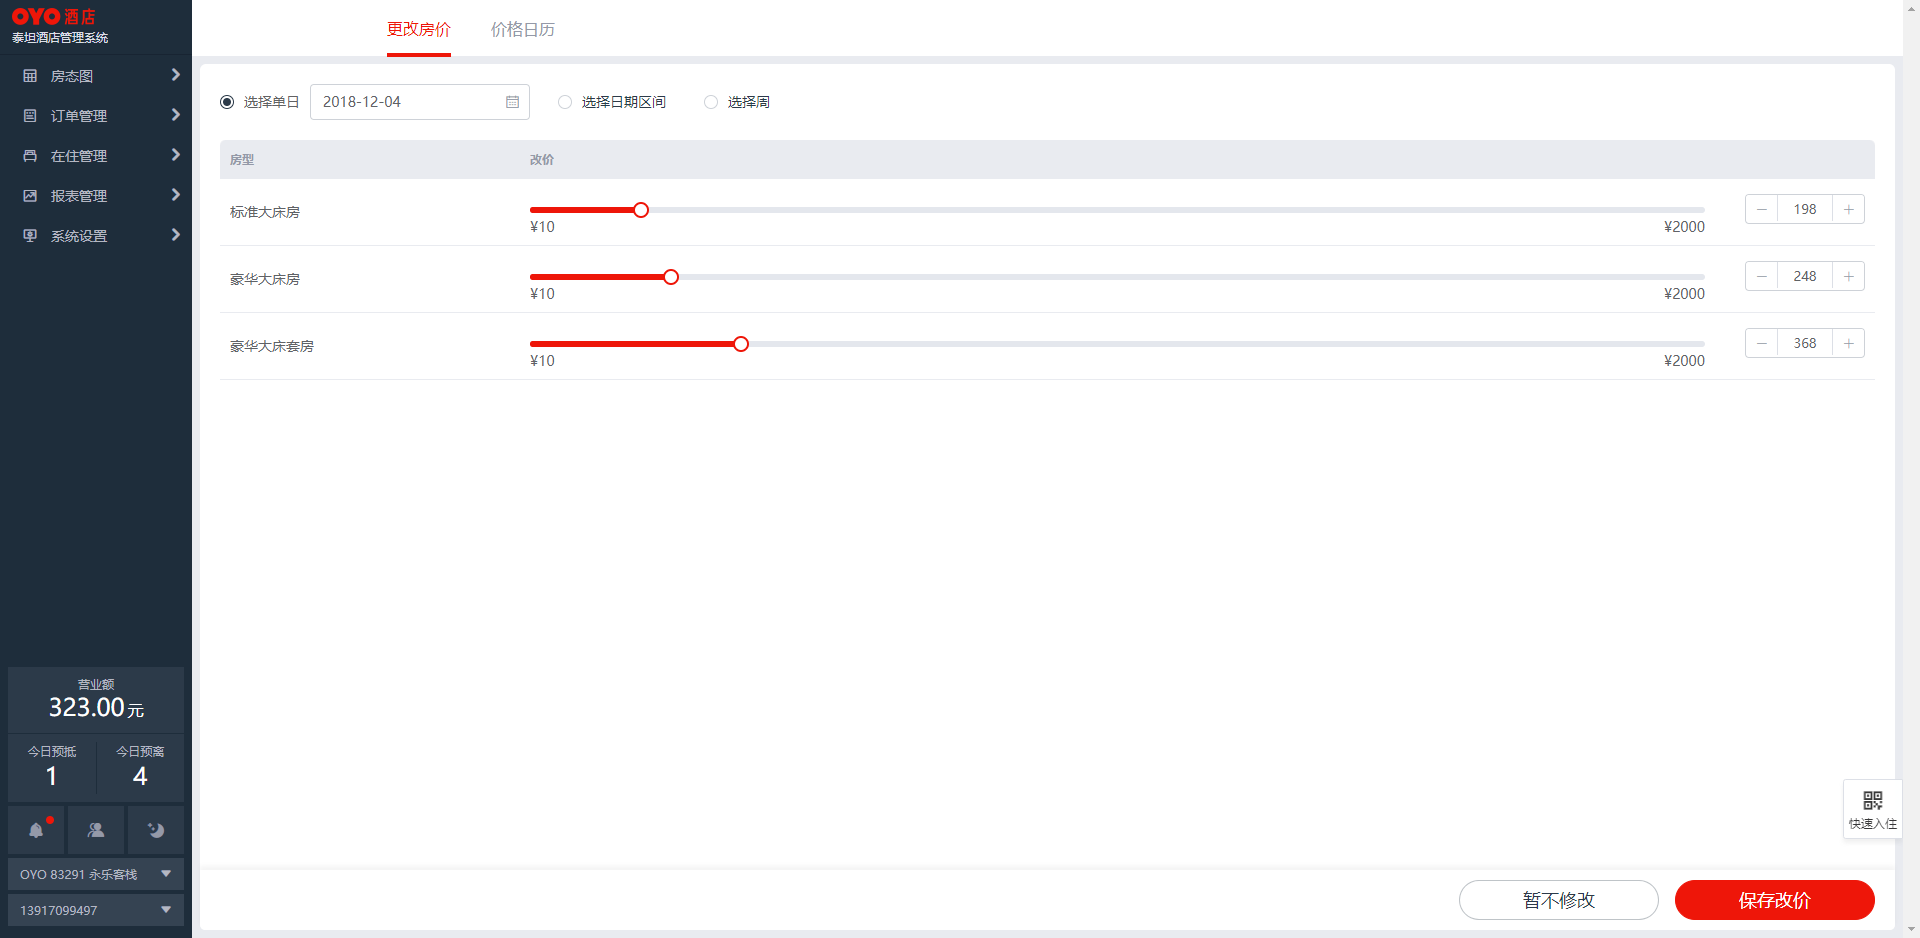 OYO 酒店
泰坦酒店管理系统
房态图
订单管理
在住管理
报表管理
系统设置
营业额
323.00元
今日预抵 今日预离
1 4
OYO 83291 永乐客栈
13917099497
更改房价 价格日历
选择单日 2018-12-04 选择日期区间 选择周
房型 改价
标准大床房 198
¥10 ¥2000
豪华大床房 248
¥10 ¥2000
豪华大床套房 368
¥10 ¥2000
快速入住
暂不修改 保存改价